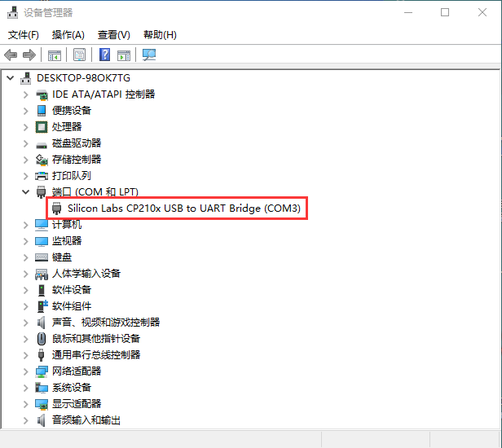 设备管理器
文件(F) 操作(A) 查看(V) 帮助(H)
DESKTOP-98OK7TG
IDE ATA/ATAPI 控制器
便携设备
处理器
磁盘驱动器
存储控制器
打印队列
端口 (COM 和 LPT)
Silicon Labs CP210x USB to UART Bridge (COM3)
计算机
监视器
键盘
人体学输入设备
软件设备
软件组件
声音、视频和游戏控制器
鼠标和其他指针设备
通用串行总线控制器
网络适配器
系统设备
显示适配器
音频输入和输出